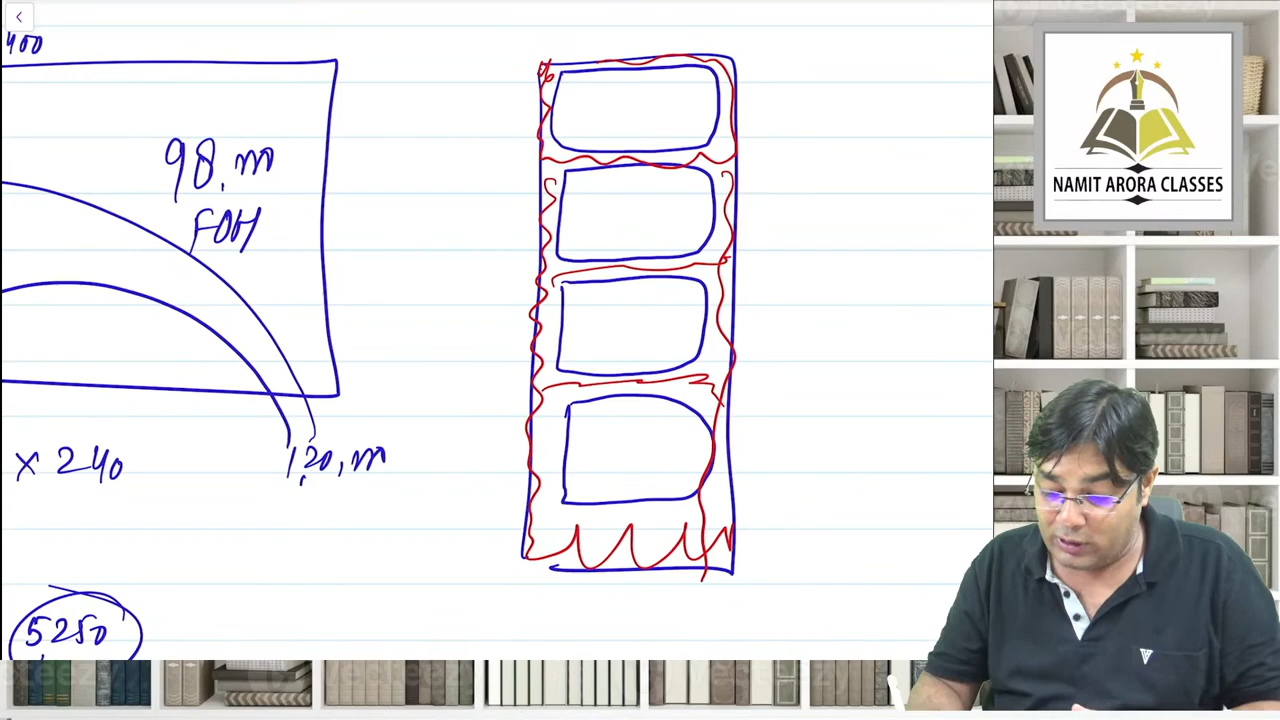 400
98, m
FOH
× 240
120, m
5250
NAMIT ARORA CLASSES